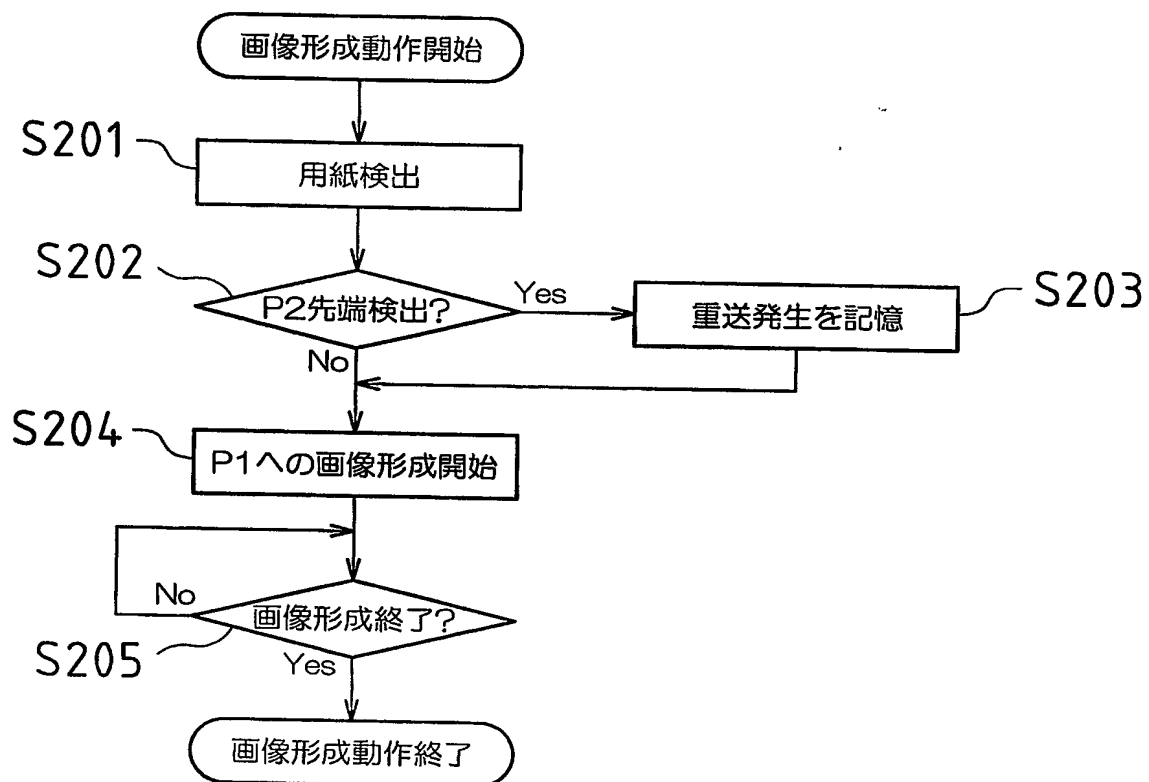 画像形成動作開始
S201
用紙検出
S202
P2先端検出?
Yes
S203
重送発生を記憶
No
S204
P1への画像形成開始
No
画像形成終了?
S205
Yes
画像形成動作終了